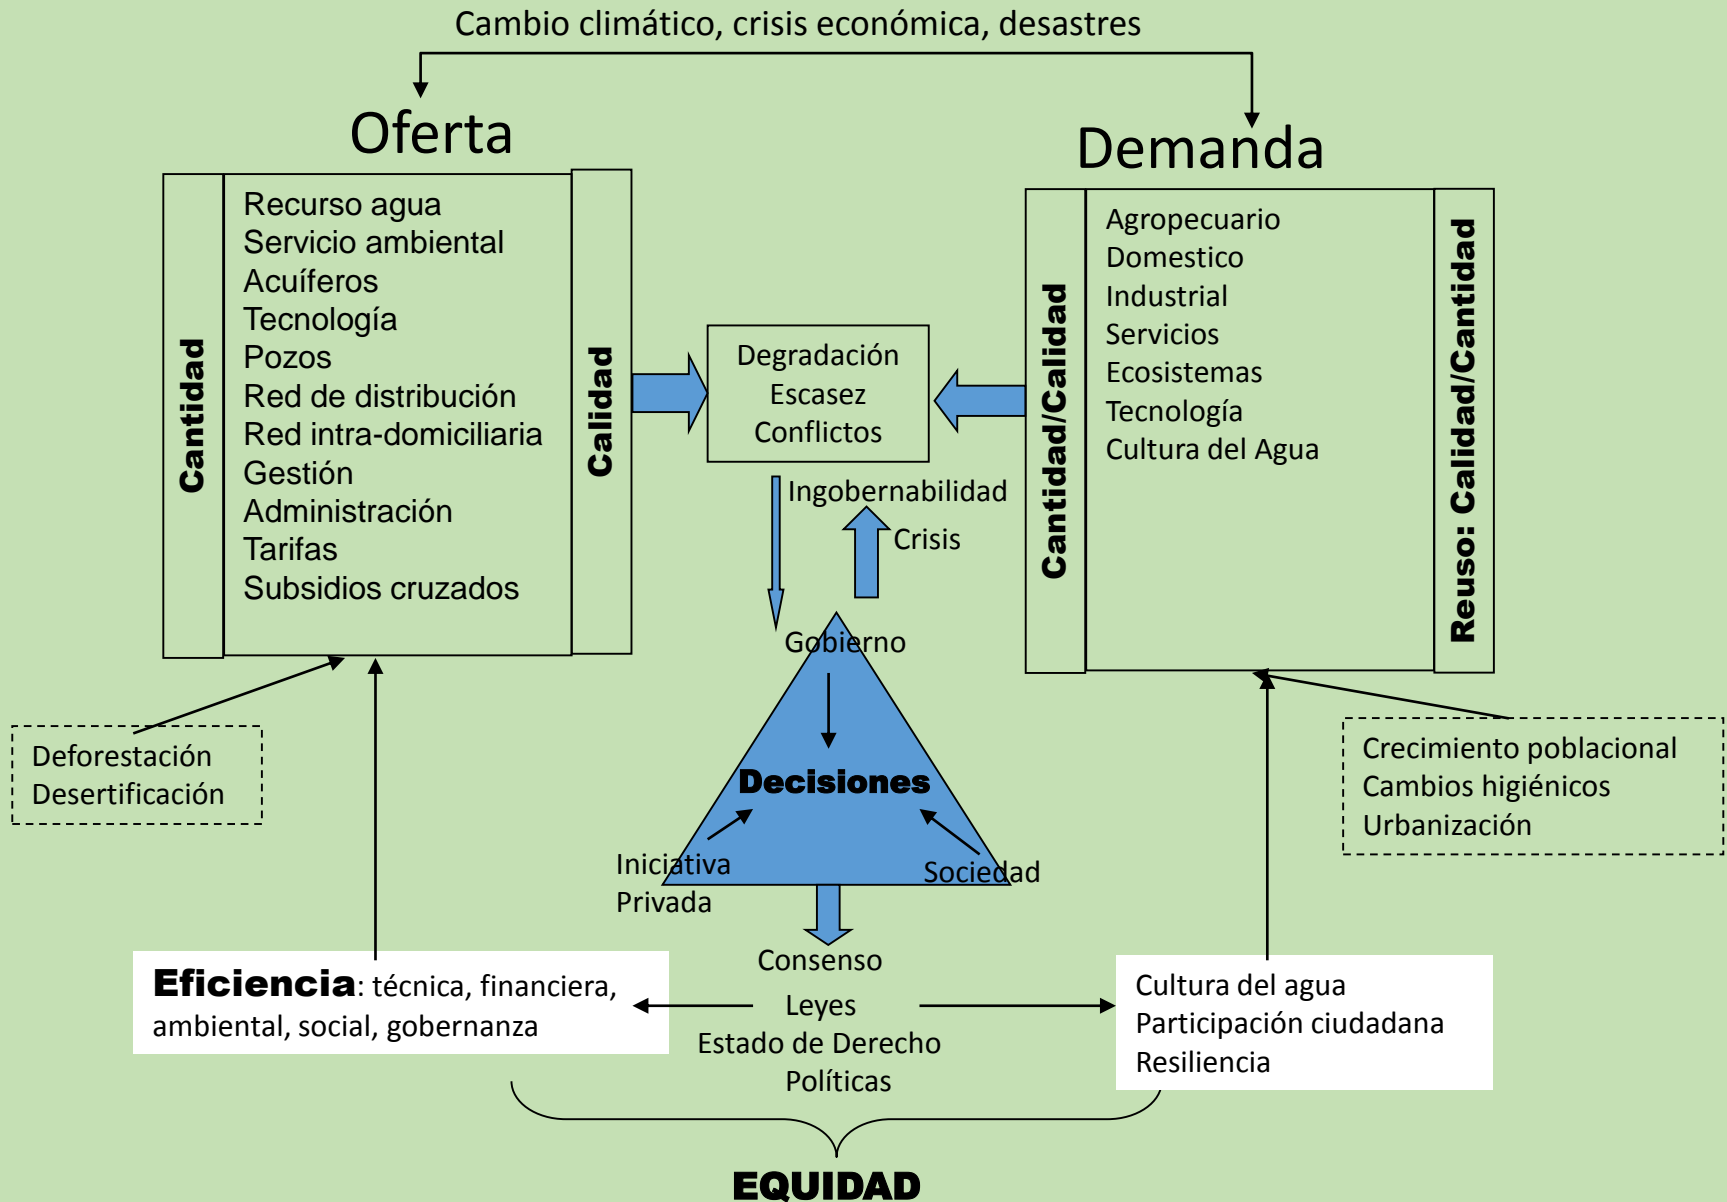 Cambio climático, crisis económica, desastres
Oferta
Demanda
Cantidad
Recurso agua
Servicio ambiental
Acuíferos
Tecnología
Pozos
Red de distribución
Red intra-domiciliaria
Gestión
Administración
Tarifas
Subsidios cruzados
Calidad
Degradación
Escasez
Conflictos
Ingobernabilidad
Crisis
Cantidad/Calidad
Agropecuario
Domestico
Industrial
Servicios
Ecosistemas
Tecnología
Cultura del Agua
Reuso: Calidad/Cantidad
Deforestación
Desertificación
Gobierno
Decisiones
Iniciativa
Privada
Sociedad
Crecimiento poblacional
Cambios higiénicos
Urbanización
Eficiencia: técnica, financiera,
ambiental, social, gobernanza
Consenso
Leyes
Estado de Derecho
Políticas
Cultura del agua
Participación ciudadana
Resiliencia
EQUIDAD